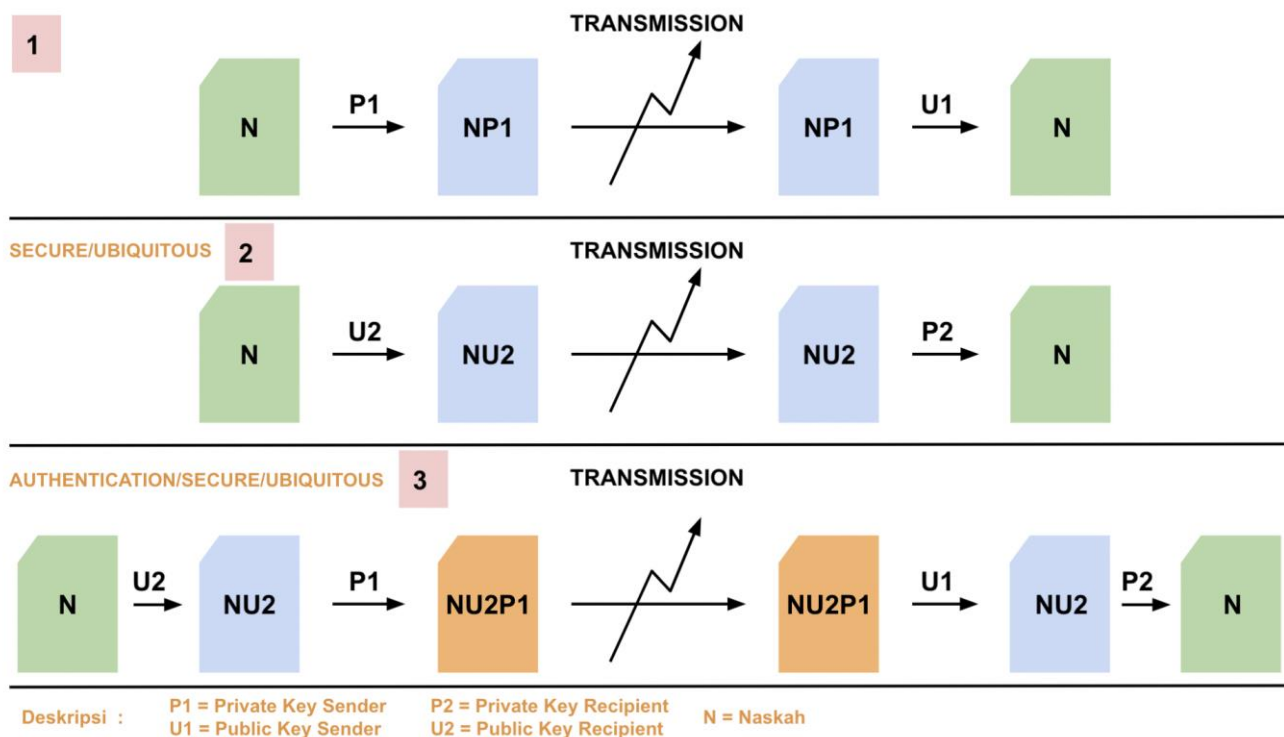 1
TRANSMISSION
N
P1
NP1
NP1
U1
N
SECURE/UBIQUITOUS
2
TRANSMISSION
N
U2
NU2
NU2
P2
N
AUTHENTICATION/SECURE/UBIQUITOUS
3
TRANSMISSION
N
U2
NU2
P1
NU2P1
NU2P1
U1
NU2
P2
N
Deskripsi :
P1 = Private Key Sender
U1 = Public Key Sender
P2 = Private Key Recipient
U2 = Public Key Recipient
N = Naskah